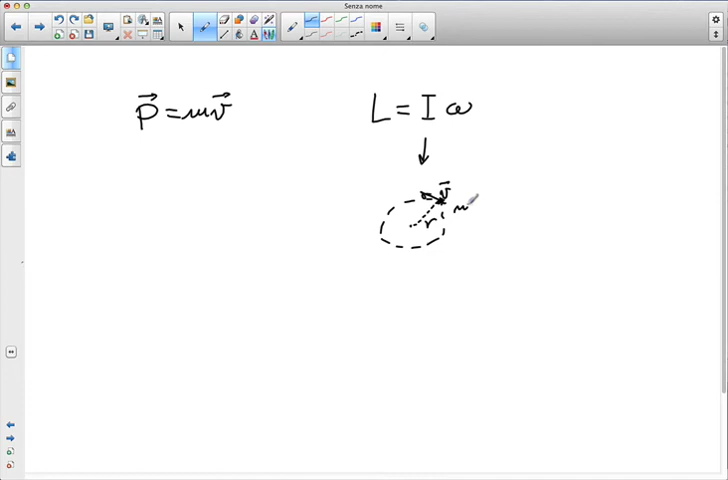 Senza nome
p⃗ = mv⃗
L = I ω
v⃗
m
r